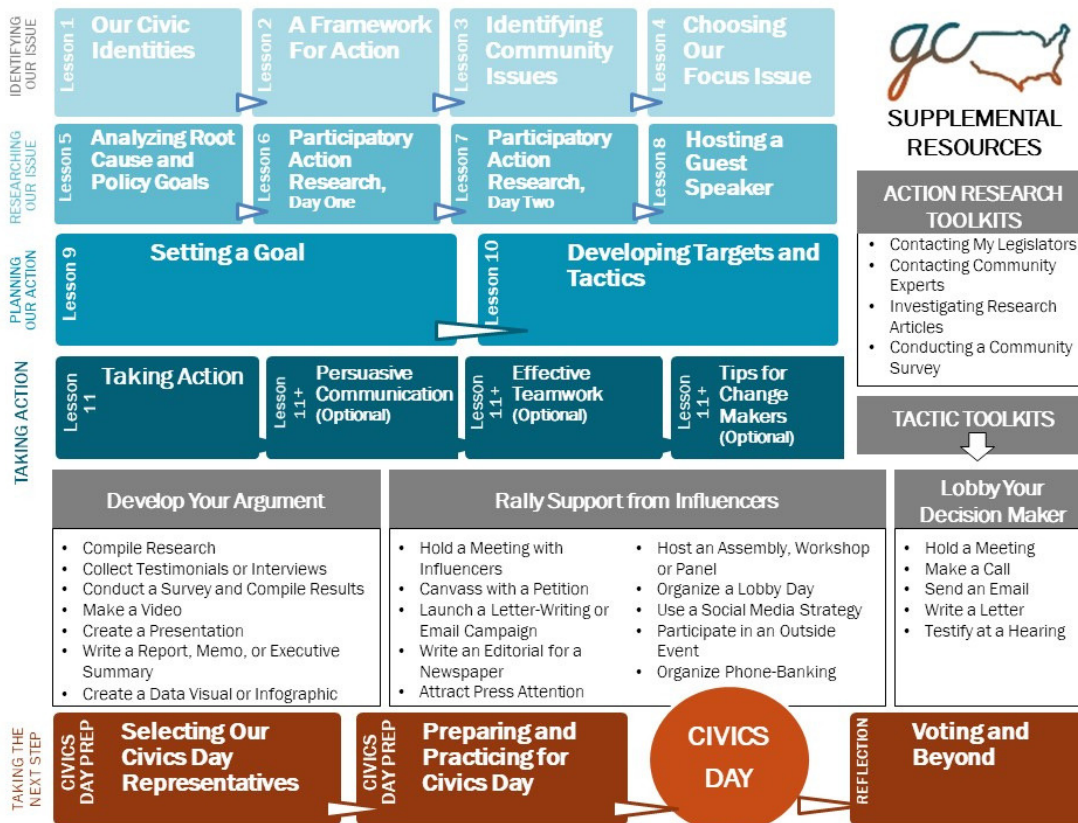 IDENTIFYING
OUR ISSUE
Lesson 1
Our Civic
Identities
Lesson 2
A Framework
For Action
Lesson 3
Identifying
Community
Issues
Lesson 4
Choosing
Our
Focus Issue
gc
SUPPLEMENTAL
RESOURCES
RESEARCHING
OUR ISSUE
Lesson 5
Analyzing Root
Cause and
Policy Goals
Lesson 6
Participatory
Action
Research,
Day One
Lesson 7
Participatory
Action
Research,
Day Two
Lesson 8
Hosting a
Guest
Speaker
ACTION RESEARCH
TOOLKITS
• Contacting My Legislators
• Contacting Community
Experts
• Investigating Research
Articles
• Conducting a Community
Survey
PLANNING
OUR ACTION
Lesson 9
Setting a Goal
Lesson 10
Developing Targets and
Tactics
TAKING ACTION
Lesson
11
Taking Action
Lesson
11+
Persuasive
Communication
(Optional)
Lesson
11+
Effective
Teamwork
(Optional)
Lesson
11+
Tips for
Change
Makers
(Optional)
TACTIC TOOLKITS
Develop Your Argument
• Compile Research
• Collect Testimonials or Interviews
• Conduct a Survey and Compile Results
• Make a Video
• Create a Presentation
• Write a Report, Memo, or Executive
Summary
• Create a Data Visual or Infographic
Rally Support from Influencers
• Hold a Meeting with
Influencers
• Canvass with a Petition
• Launch a Letter-Writing or
Email Campaign
• Write an Editorial for a
Newspaper
• Attract Press Attention
• Host an Assembly, Workshop
or Panel
• Organize a Lobby Day
• Use a Social Media Strategy
• Participate in an Outside
Event
• Organize Phone-Banking
Lobby Your
Decision Maker
• Hold a Meeting
• Make a Call
• Send an Email
• Write a Letter
• Testify at a Hearing
TAKING THE
NEXT STEP
CIVICS
DAY PREP
Selecting Our
Civics Day
Representatives
CIVICS
DAY PREP
Preparing and
Practicing for
Civics Day
CIVICS
DAY
REFLECTION
Voting and
Beyond